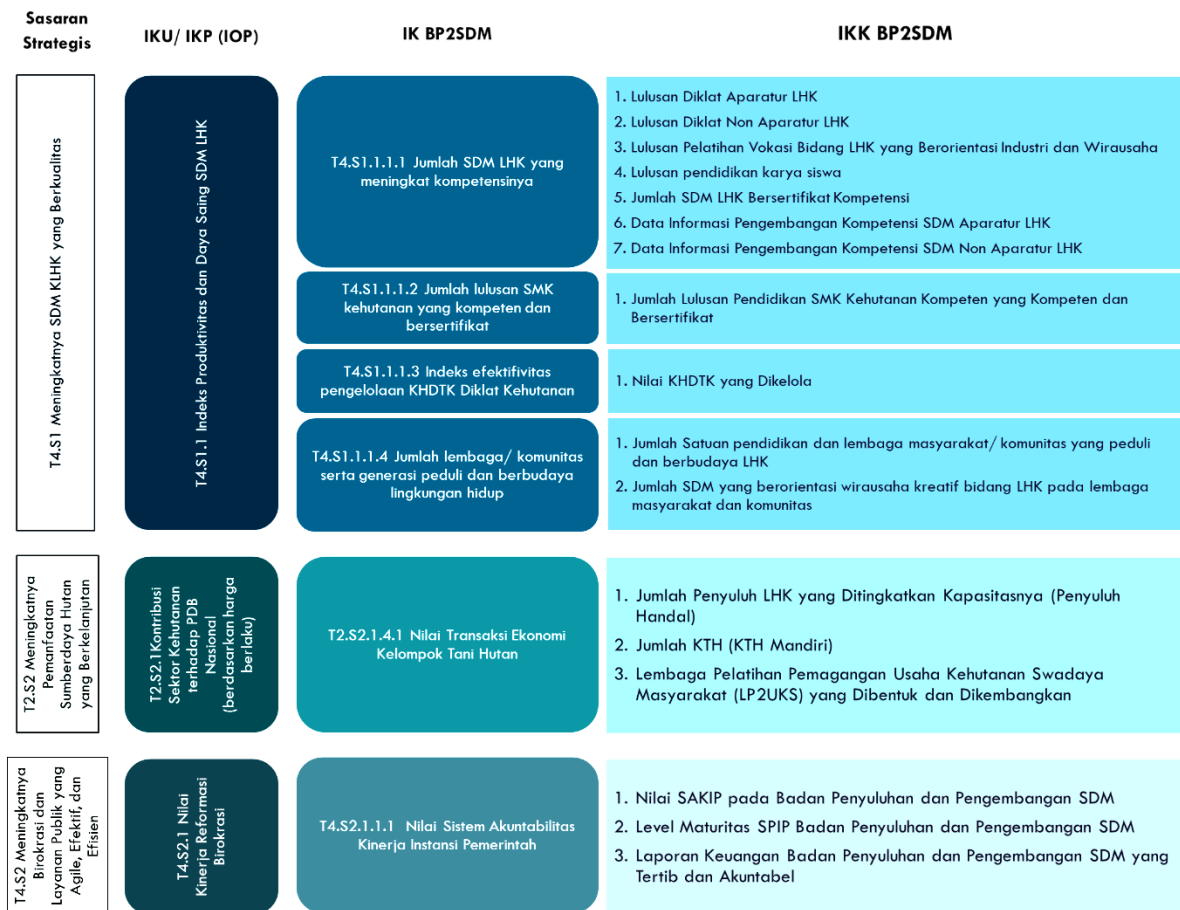 Sasaran
Strategis
IKU/ IKP (IOP)
IK BP2SDM
IKK BP2SDM
T4.S1 Meningkatnya SDM KLHK yang Berkualitas
T4.S1.1 Indeks Produktivitas dan Daya Saing SDM LHK
T4.S1.1.1.1 Jumlah SDM LHK yang
meningkat kompetensinya
1. Lulusan Diklat Aparatur LHK
2. Lulusan Diklat Non Aparatur LHK
3. Lulusan Pelatihan Vokasi Bidang LHK yang Berorientasi Industri dan Wirausaha
4. Lulusan pendidikan karya siswa
5. Jumlah SDM LHK Bersertifikat Kompetensi
6. Data Informasi Pengembangan Kompetensi SDM Aparatur LHK
7. Data Informasi Pengembangan Kompetensi SDM Non Aparatur LHK
T4.S1.1.1.2 Jumlah lulusan SMK
kehutanan yang kompeten dan
bersertifikat
1. Jumlah Lulusan Pendidikan SMK Kehutanan Kompeten yang Kompeten dan
Bersertifikat
T4.S1.1.1.3 Indeks efektifivitas
pengelolaan KHDTK Diklat Kehutanan
1. Nilai KHDTK yang Dikelola
T4.S1.1.1.4 Jumlah lembaga/ komunitas
serta generasi peduli dan berbudaya
lingkungan hidup
1. Jumlah Satuan pendidikan dan lembaga masyarakat/ komunitas yang peduli
dan berbudaya LHK
2. Jumlah SDM yang berorientasi wirausaha kreatif bidang LHK pada lembaga
masyarakat dan komunitas
T2.S2 Meningkatnya
Pemanfaatan
Sumberdaya Hutan
yang Berkelanjutan
T2.S2.1Kontribusi
Sektor Kehutanan
terhadap PDB
Nasional
(berdasarkan harga
berlaku)
T2.S2.1.4.1 Nilai Transaksi Ekonomi
Kelompok Tani Hutan
1. Jumlah Penyuluh LHK yang Ditingkatkan Kapasitasnya (Penyuluh
Handal)
2. Jumlah KTH (KTH Mandiri)
3. Lembaga Pelatihan Pemagangan Usaha Kehutanan Swadaya
Masyarakat (LP2UKS) yang Dibentuk dan Dikembangkan
T4.S2 Meningkatnya
Birokrasi dan
Layanan Publik yang
Agile, Efektif, dan
Efisien
T4.S2.1 Nilai
Kinerja Reformasi
Birokrasi
T4.S2.1.1.1 Nilai Sistem Akuntabilitas
Kinerja Instansi Pemerintah
1. Nilai SAKIP pada Badan Penyuluhan dan Pengembangan SDM
2. Level Maturitas SPIP Badan Penyuluhan dan Pengembangan SDM
3. Laporan Keuangan Badan Penyuluhan dan Pengembangan SDM yang
Tertib dan Akuntabel